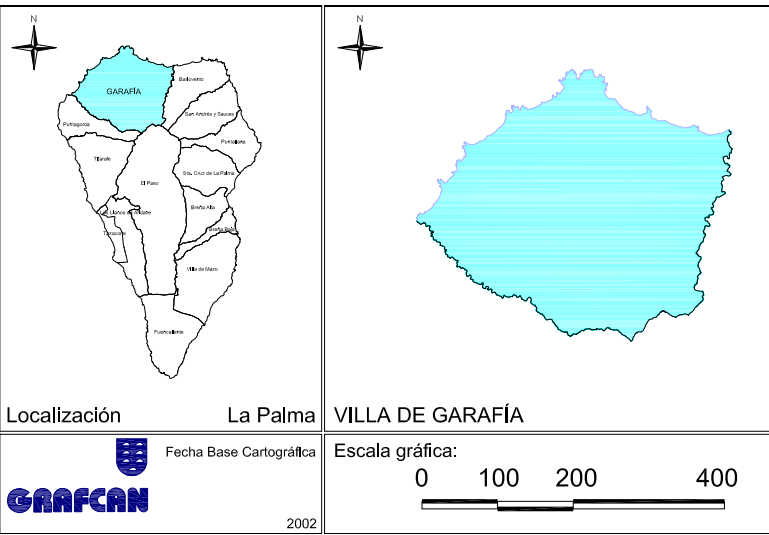 N
GARAFÍA
Barlovento
San Andrés y Sauces
Puntagorda
Puntallana
Tijarafe
Sta. Cruz de La Palma
El Paso
Breña Alta
Los Llanos de Aridane
Breña Baja
Tazacorte
Villa de Mazo
Fuencaliente
Localización
La Palma
N
VILLA DE GARAFÍA
Fecha Base Cartográfica
GRAFCAN
2002
Escala gráfica:
0 100 200 400